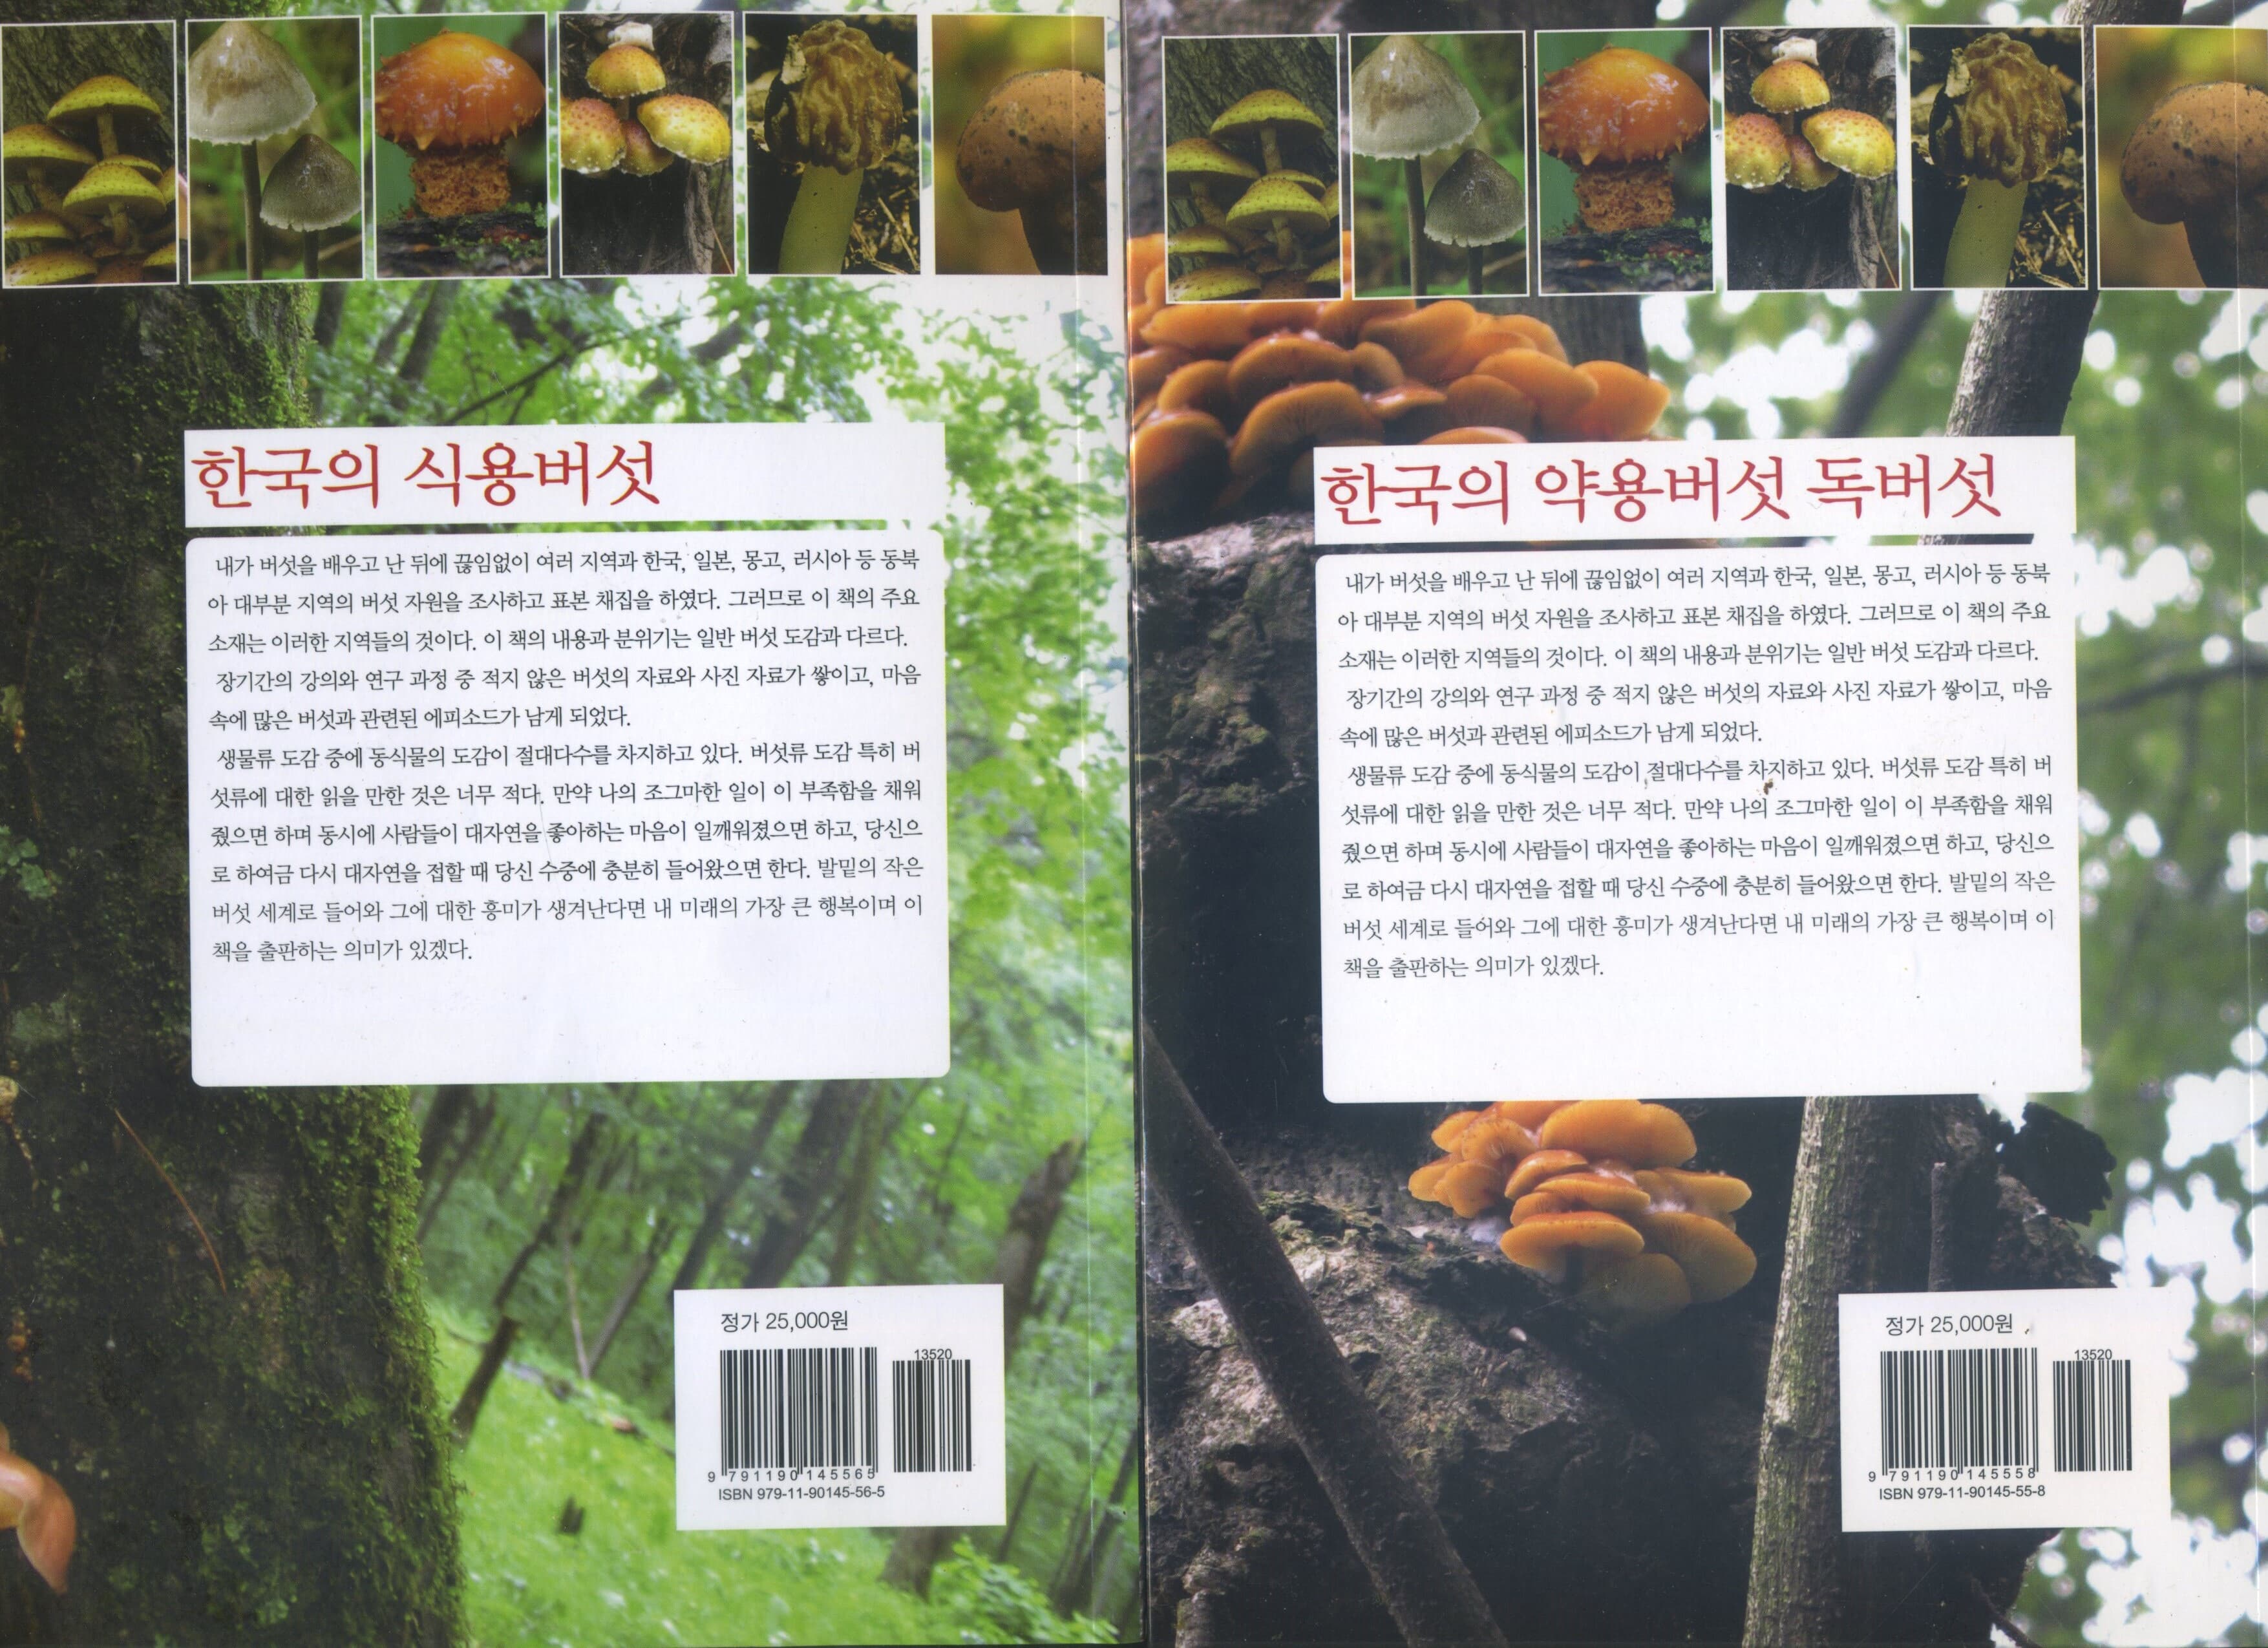 한국의 식용버섯
내가 버섯을 배우고 난 뒤에 끊임없이 여러 지역과 한국, 일본, 몽고, 러시아 등 동북
아 대부분 지역의 버섯 자원을 조사하고 표본 채집을 하였다. 그러므로 이 책의 주요
소재는 이러한 지역들의 것이다. 이 책의 내용과 분위기는 일반 버섯 도감과 다르다.
장기간의 강의와 연구 과정 중 적지 않은 버섯의 자료와 사진 자료가 쌓이고, 마음
속에 많은 버섯과 관련된 에피소드가 남게 되었다.
생물류 도감 중에 동식물의 도감이 절대다수를 차지하고 있다. 버섯류 도감 특히 버
섯류에 대한 읽을 만한 것은 너무 적다. 만약 나의 조그마한 일이 이 부족함을 채워
줬으면 하며 동시에 사람들이 대자연을 좋아하는 마음이 일깨워졌으면 하고, 당신으
로 하여금 다시 대자연을 접할 때 당신 수중에 충분히 들어왔으면 한다. 발밑의 작은
버섯 세계로 들어와 그에 대한 흥미가 생겨난다면 내 미래의 가장 큰 행복이며 이
책을 출판하는 의미가 있겠다.
정가 25,000원
13520
9 791190 145565
ISBN 979-11-90145-56-5
한국의 약용버섯 독버섯
내가 버섯을 배우고 난 뒤에 끊임없이 여러 지역과 한국, 일본, 몽고, 러시아 등 동북
아 대부분 지역의 버섯 자원을 조사하고 표본 채집을 하였다. 그러므로 이 책의 주요
소재는 이러한 지역들의 것이다. 이 책의 내용과 분위기는 일반 버섯 도감과 다르다.
장기간의 강의와 연구 과정 중 적지 않은 버섯의 자료와 사진 자료가 쌓이고, 마음
속에 많은 버섯과 관련된 에피소드가 남게 되었다.
생물류 도감 중에 동식물의 도감이 절대다수를 차지하고 있다. 버섯류 도감 특히 버
섯류에 대한 읽을 만한 것은 너무 적다. 만약 나의 조그마한 일이 이 부족함을 채워
줬으면 하며 동시에 사람들이 대자연을 좋아하는 마음이 일깨워졌으면 하고, 당신으
로 하여금 다시 대자연을 접할 때 당신 수중에 충분히 들어왔으면 한다. 발밑의 작은
버섯 세계로 들어와 그에 대한 흥미가 생겨난다면 내 미래의 가장 큰 행복이며 이
책을 출판하는 의미가 있겠다.
정가 25,000원
13520
9 791190 145558
ISBN 979-11-90145-55-8